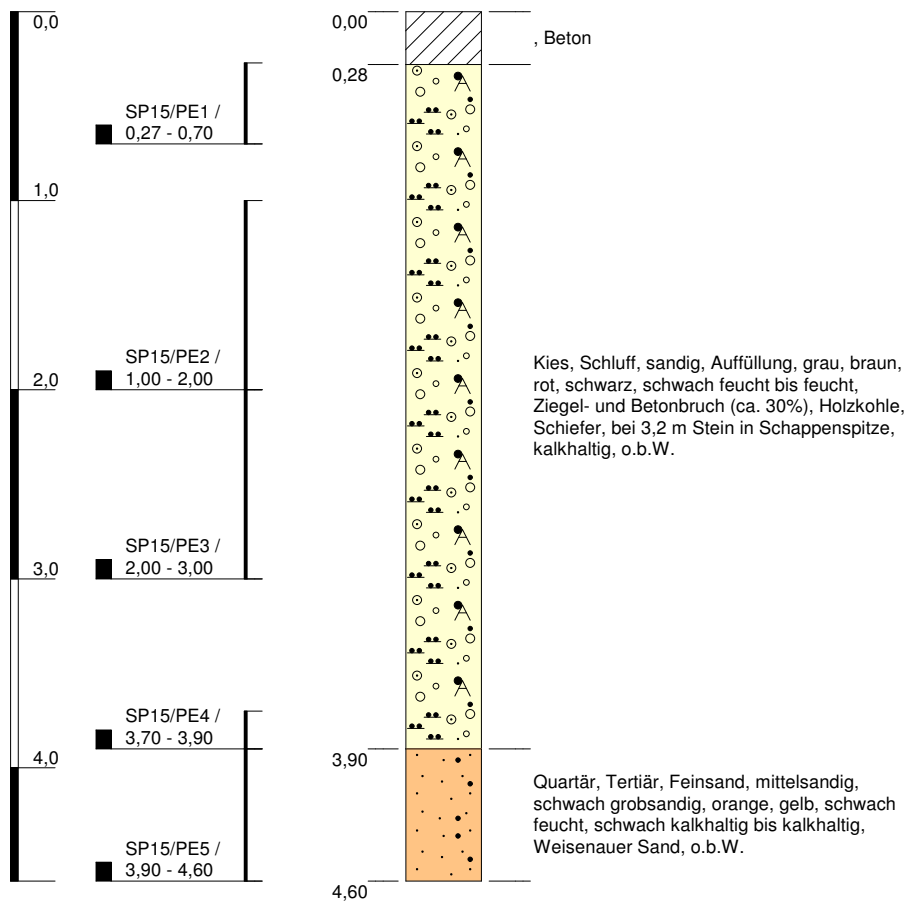 0,0
0,00
, Beton
0,28
SP15/PE1 /
0,27 - 0,70
1,0
SP15/PE2 /
1,00 - 2,00
2,0
Kies, Schluff, sandig, Auffüllung, grau, braun,
rot, schwarz, schwach feucht bis feucht,
Ziegel- und Betonbruch (ca. 30%), Holzkohle,
Schiefer, bei 3,2 m Stein in Schappenspitze,
kalkhaltig, o.b.W.
SP15/PE3 /
2,00 - 3,00
3,0
SP15/PE4 /
3,70 - 3,90
4,0
3,90
Quartär, Tertiär, Feinsand, mittelsandig,
schwach grobsandig, orange, gelb, schwach
feucht, schwach kalkhaltig bis kalkhaltig,
Weisenauer Sand, o.b.W.
SP15/PE5 /
3,90 - 4,60
4,60